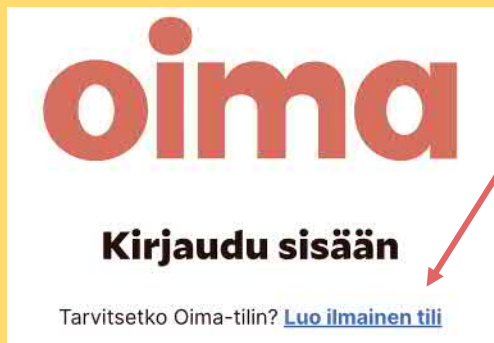 oima
Kirjaudu sisään
Tarvitsetko Oima-tilin? Luo ilmainen tili